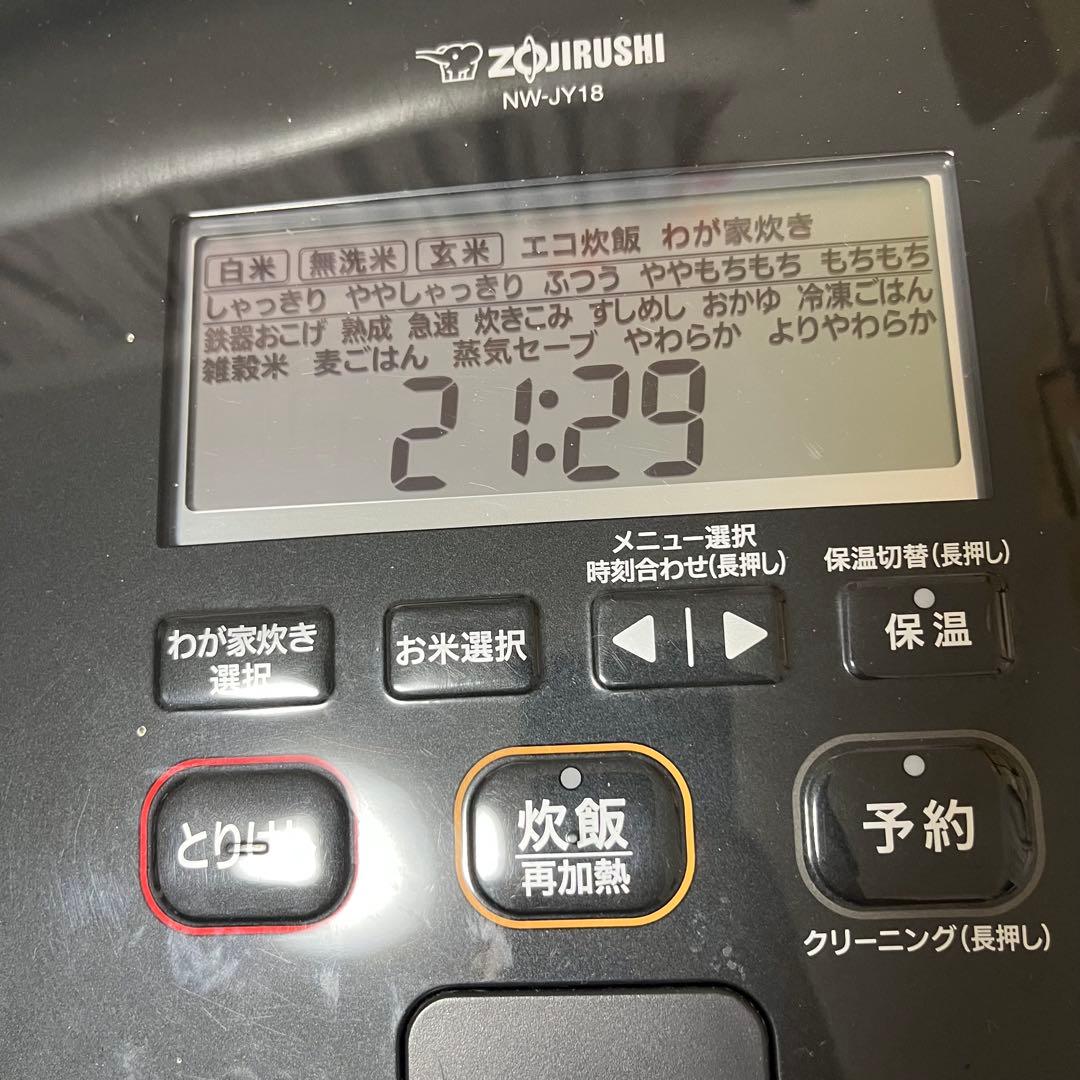 ZOJIRUSHI
NW-JY18
白米 無洗米 玄米 エコ炊飯 わが家炊き
しゃっきり ややしゃっきり ふつう ややもちもち もちもち
鉄器おこげ 熟成 急速 炊きこみ すしめし おかゆ 冷凍ごはん
雑穀米 麦ごはん 蒸気セーブ やわらか よりやわらか
21:29
メニュー選択
時刻合わせ(長押し)
保温切替(長押し)
わが家炊き
選択
お米選択
保温
とりけし
炊飯
再加熱
予約
クリーニング(長押し)